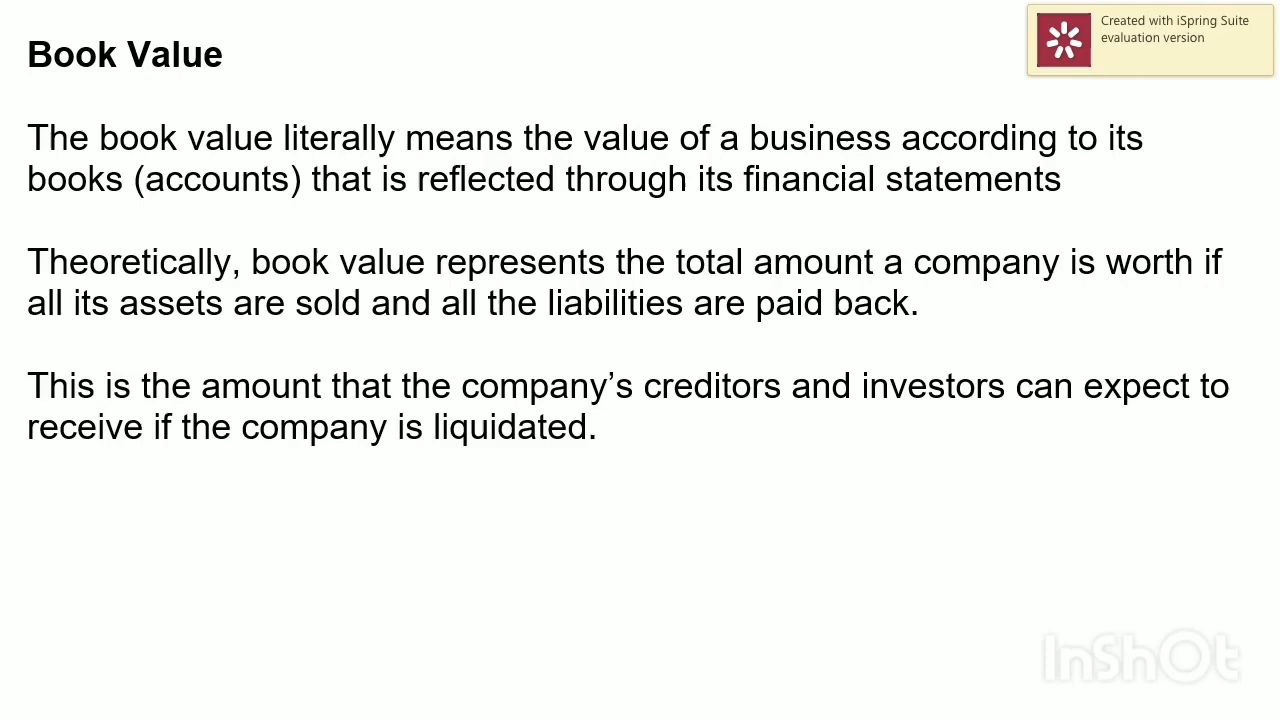 Created with iSpring Suite
evaluation version
Book Value
The book value literally means the value of a business according to its
books (accounts) that is reflected through its financial statements
Theoretically, book value represents the total amount a company is worth if
all its assets are sold and all the liabilities are paid back.
This is the amount that the company’s creditors and investors can expect to
receive if the company is liquidated.
InShOt